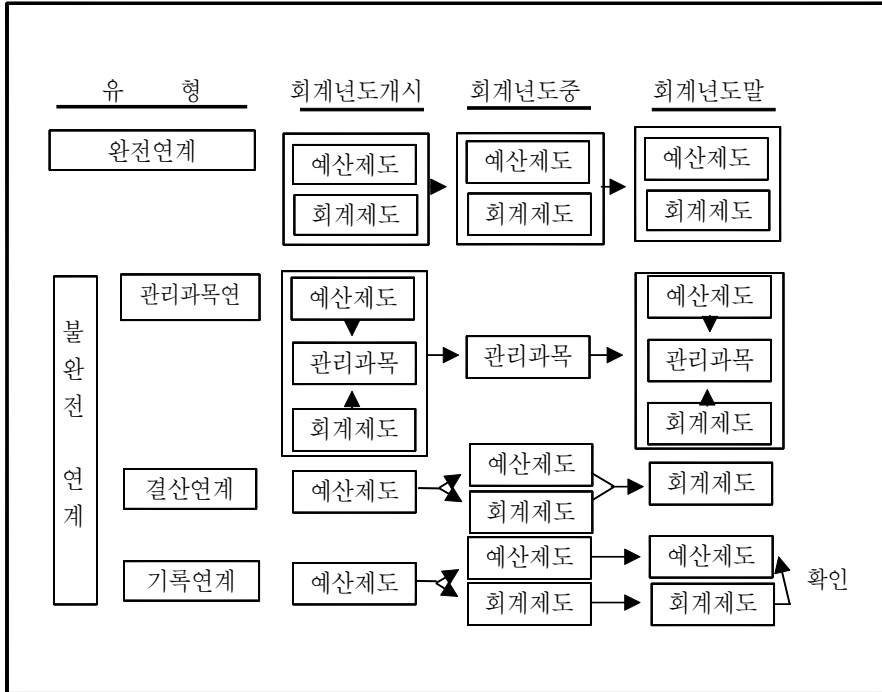 유 형 회계년도개시 회계년도중 회계년도말
완전연계
예산제도 예산제도 예산제도
회계제도 회계제도 회계제도
불완전 연계
관리과목연
예산제도 예산제도
관리과목 관리과목 관리과목
회계제도 회계제도
결산연계 예산제도 예산제도 회계제도
회계제도
기록연계 예산제도 예산제도 예산제도 확인
회계제도 회계제도